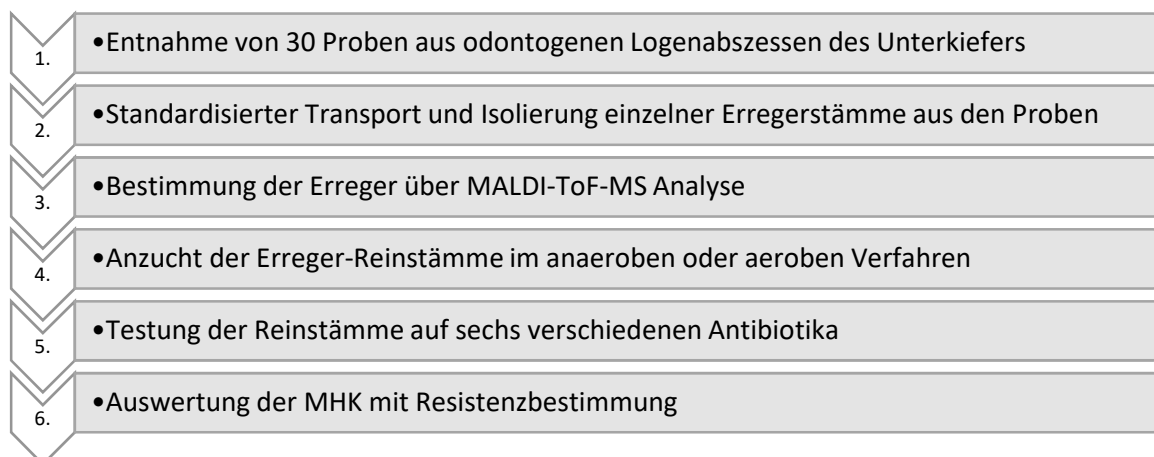 1. •Entnahme von 30 Proben aus odontogenen Logenabszessen des Unterkiefers
2. •Standardisierter Transport und Isolierung einzelner Erregerstämme aus den Proben
3. •Bestimmung der Erreger über MALDI-ToF-MS Analyse
4. •Anzucht der Erreger-Reinstämme im anaeroben oder aeroben Verfahren
5. •Testung der Reinstämme auf sechs verschiedenen Antibiotika
6. •Auswertung der MHK mit Resistenzbestimmung